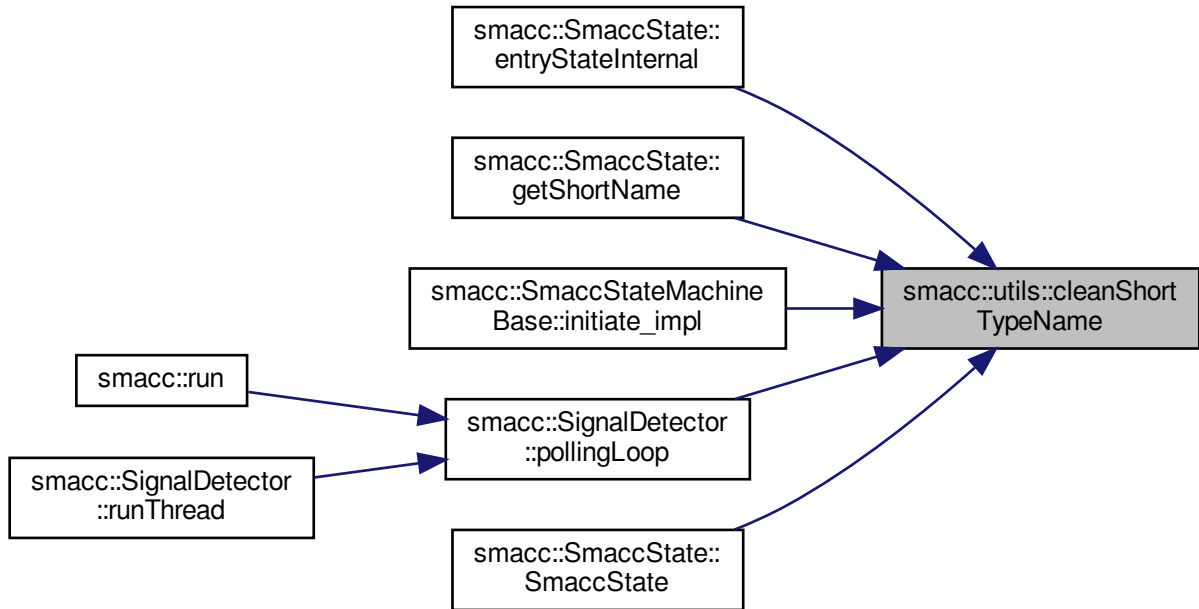 smacc::SmaccState::
entryStateInternal
smacc::SmaccState::
getShortName
smacc::utils::cleanShort
TypeName
smacc::SmaccStateMachine
Base::initiate_impl
smacc::run
smacc::SignalDetector
::pollingLoop
smacc::SignalDetector
::runThread
smacc::SmaccState::
SmaccState